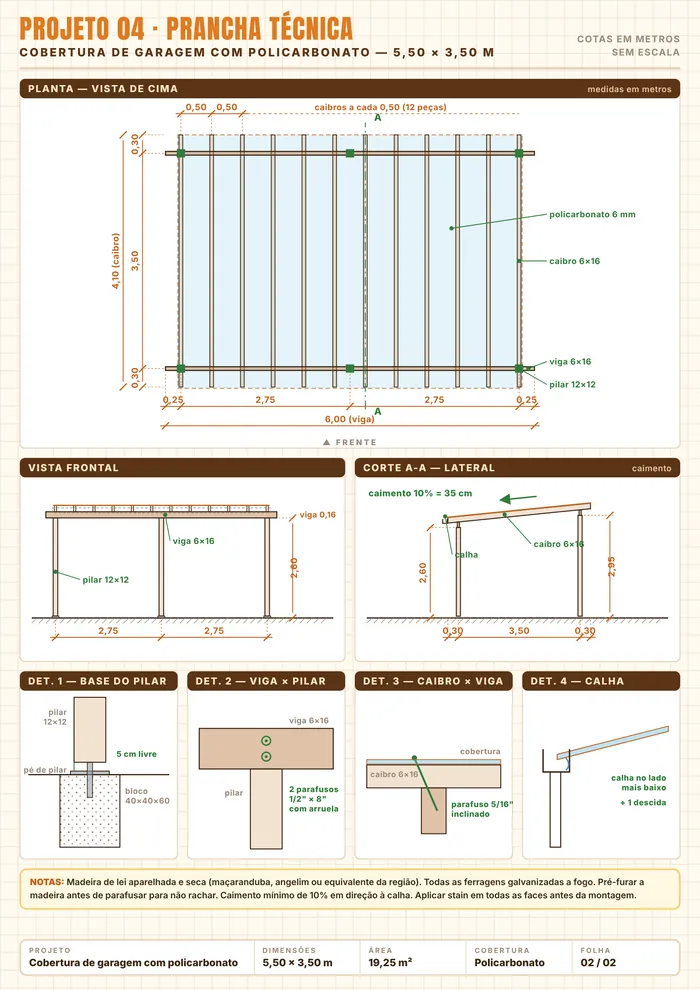 PROJETO 04 · PRANCHA TÉCNICA
COBERTURA DE GARAGEM COM POLICARBONATO — 5,50 × 3,50 M
COTAS EM METROS
SEM ESCALA
PLANTA — VISTA DE CIMA
medidas em metros
0,50
0,50
caibros a cada 0,50 (12 peças)
A
0,30
4,10 (caibro)
3,50
0,30
policarbonato 6 mm
caibro 6×16
viga 6×16
pilar 12×12
0,25
2,75
2,75
0,25
A
6,00 (viga)
▲ FRENTE
VISTA FRONTAL
viga 0,16
viga 6×16
pilar 12×12
2,60
2,75
2,75
CORTE A-A — LATERAL
caimento
caimento 10% = 35 cm
caibro 6×16
calha
2,60
2,95
0,30
3,50
0,30
DET. 1 — BASE DO PILAR
pilar
12×12
5 cm livre
pé de pilar
bloco
40×40×60
DET. 2 — VIGA × PILAR
viga 6×16
pilar
2 parafusos
1/2" × 8"
com arruela
DET. 3 — CAIBRO × VIGA
cobertura
caibro 6×16
parafuso 5/16"
inclinado
DET. 4 — CALHA
calha no lado
mais baixo
+ 1 descida
NOTAS: Madeira de lei aparelhada e seca (maçaranduba, angelim ou equivalente da região). Todas as ferragens galvanizadas a fogo. Pré-furar a
madeira antes de parafusar para não rachar. Caimento mínimo de 10% em direção à calha. Aplicar stain em todas as faces antes da montagem.
PROJETO
Cobertura de garagem com policarbonato
DIMENSÕES
5,50 × 3,50 m
ÁREA
19,25 m²
COBERTURA
Policarbonato
FOLHA
02 / 02